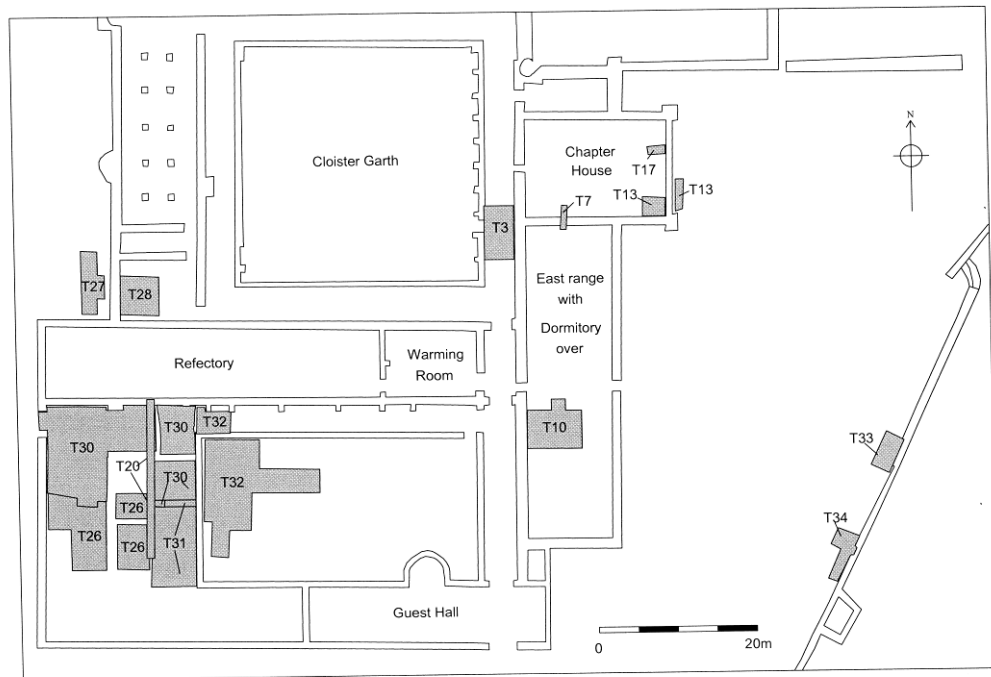 N
Cloister Garth
Chapter
House
T17
T13
T13
T7
T3
East range
with
Dormitory
over
T27
T28
Refectory
Warming
Room
T30
T30
T32
T10
T20
T30
T32
T26
T26
T26
T31
T33
T34
Guest Hall
0
20m